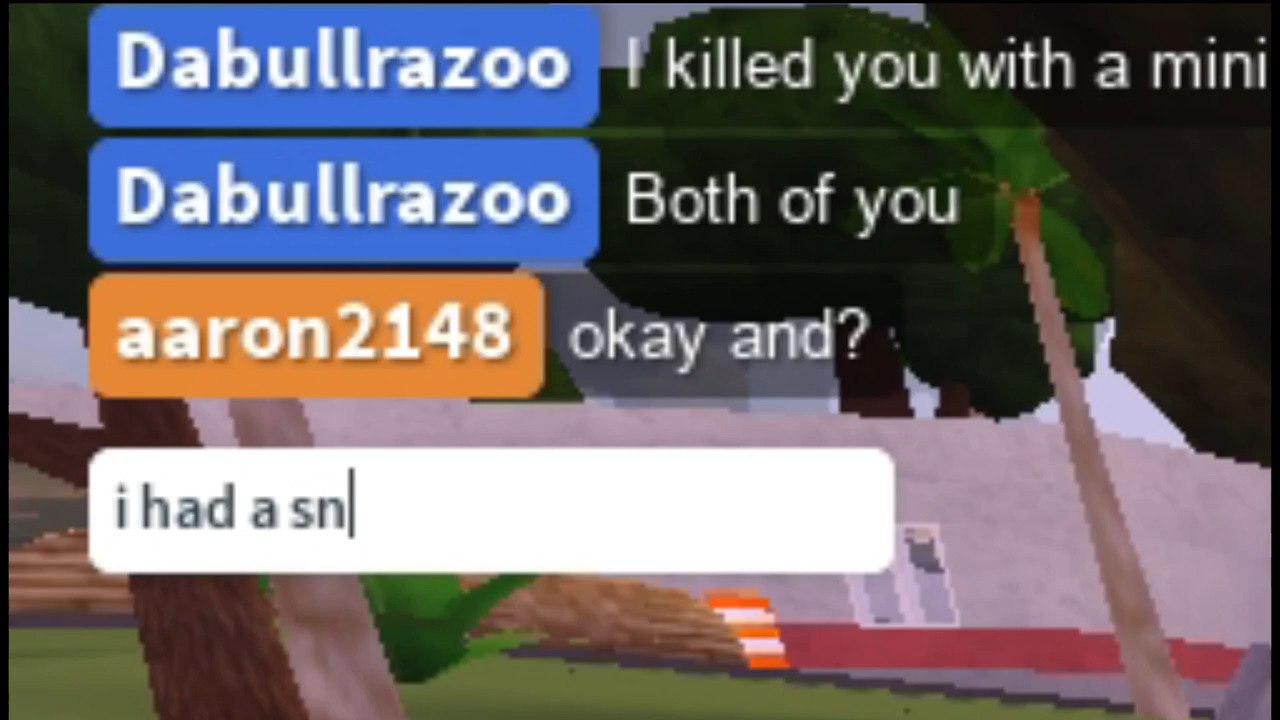 Dabullrazoo I killed you with a mini
Dabullrazoo Both of you
aaron2148 okay and?
i had a sn